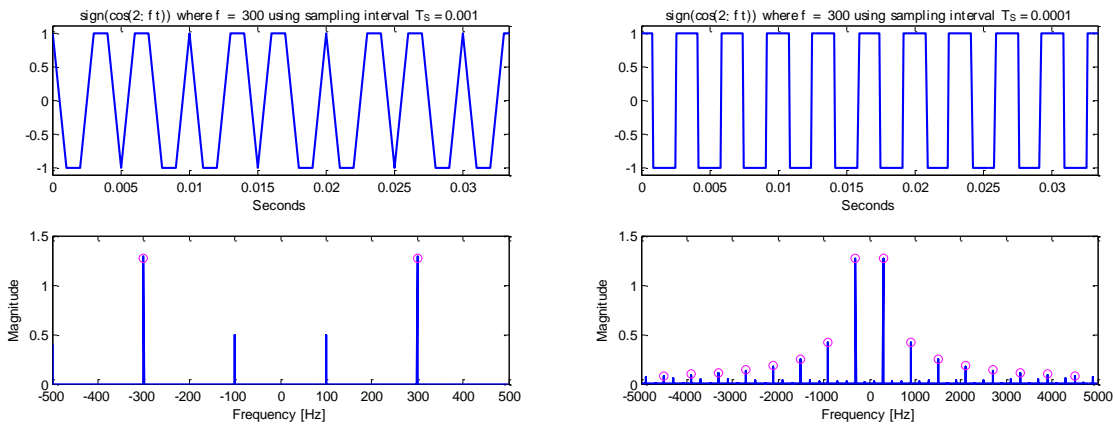 sign(cos(2: f t)) where f = 300 using sampling interval TS = 0.001
1
0.5
0
-0.5
-1
0 0.005 0.01 0.015 0.02 0.025 0.03
Seconds
1.5
1
0.5
0
Magnitude
-500 -400 -300 -200 -100 0 100 200 300 400 500
Frequency [Hz]
sign(cos(2: f t)) where f = 300 using sampling interval TS = 0.0001
1
0.5
0
-0.5
-1
0 0.005 0.01 0.015 0.02 0.025 0.03
Seconds
1.5
1
0.5
0
Magnitude
-5000 -4000 -3000 -2000 -1000 0 1000 2000 3000 4000 5000
Frequency [Hz]